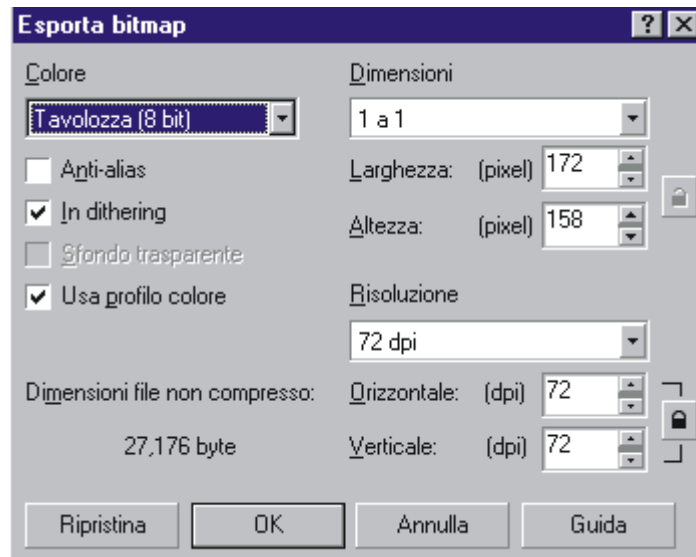 Esporta bitmap
Colore
Tavolozza (8 bit)
Anti-alias
In dithering
Sfondo trasparente
Usa profilo colore
Dimensioni file non compresso:
27,176 byte
Dimensioni
1 a 1
Larghezza: (pixel) 172
Altezza: (pixel) 158
Risoluzione
72 dpi
Orizzontale: (dpi) 72
Verticale: (dpi) 72
Ripristina OK Annulla Guida